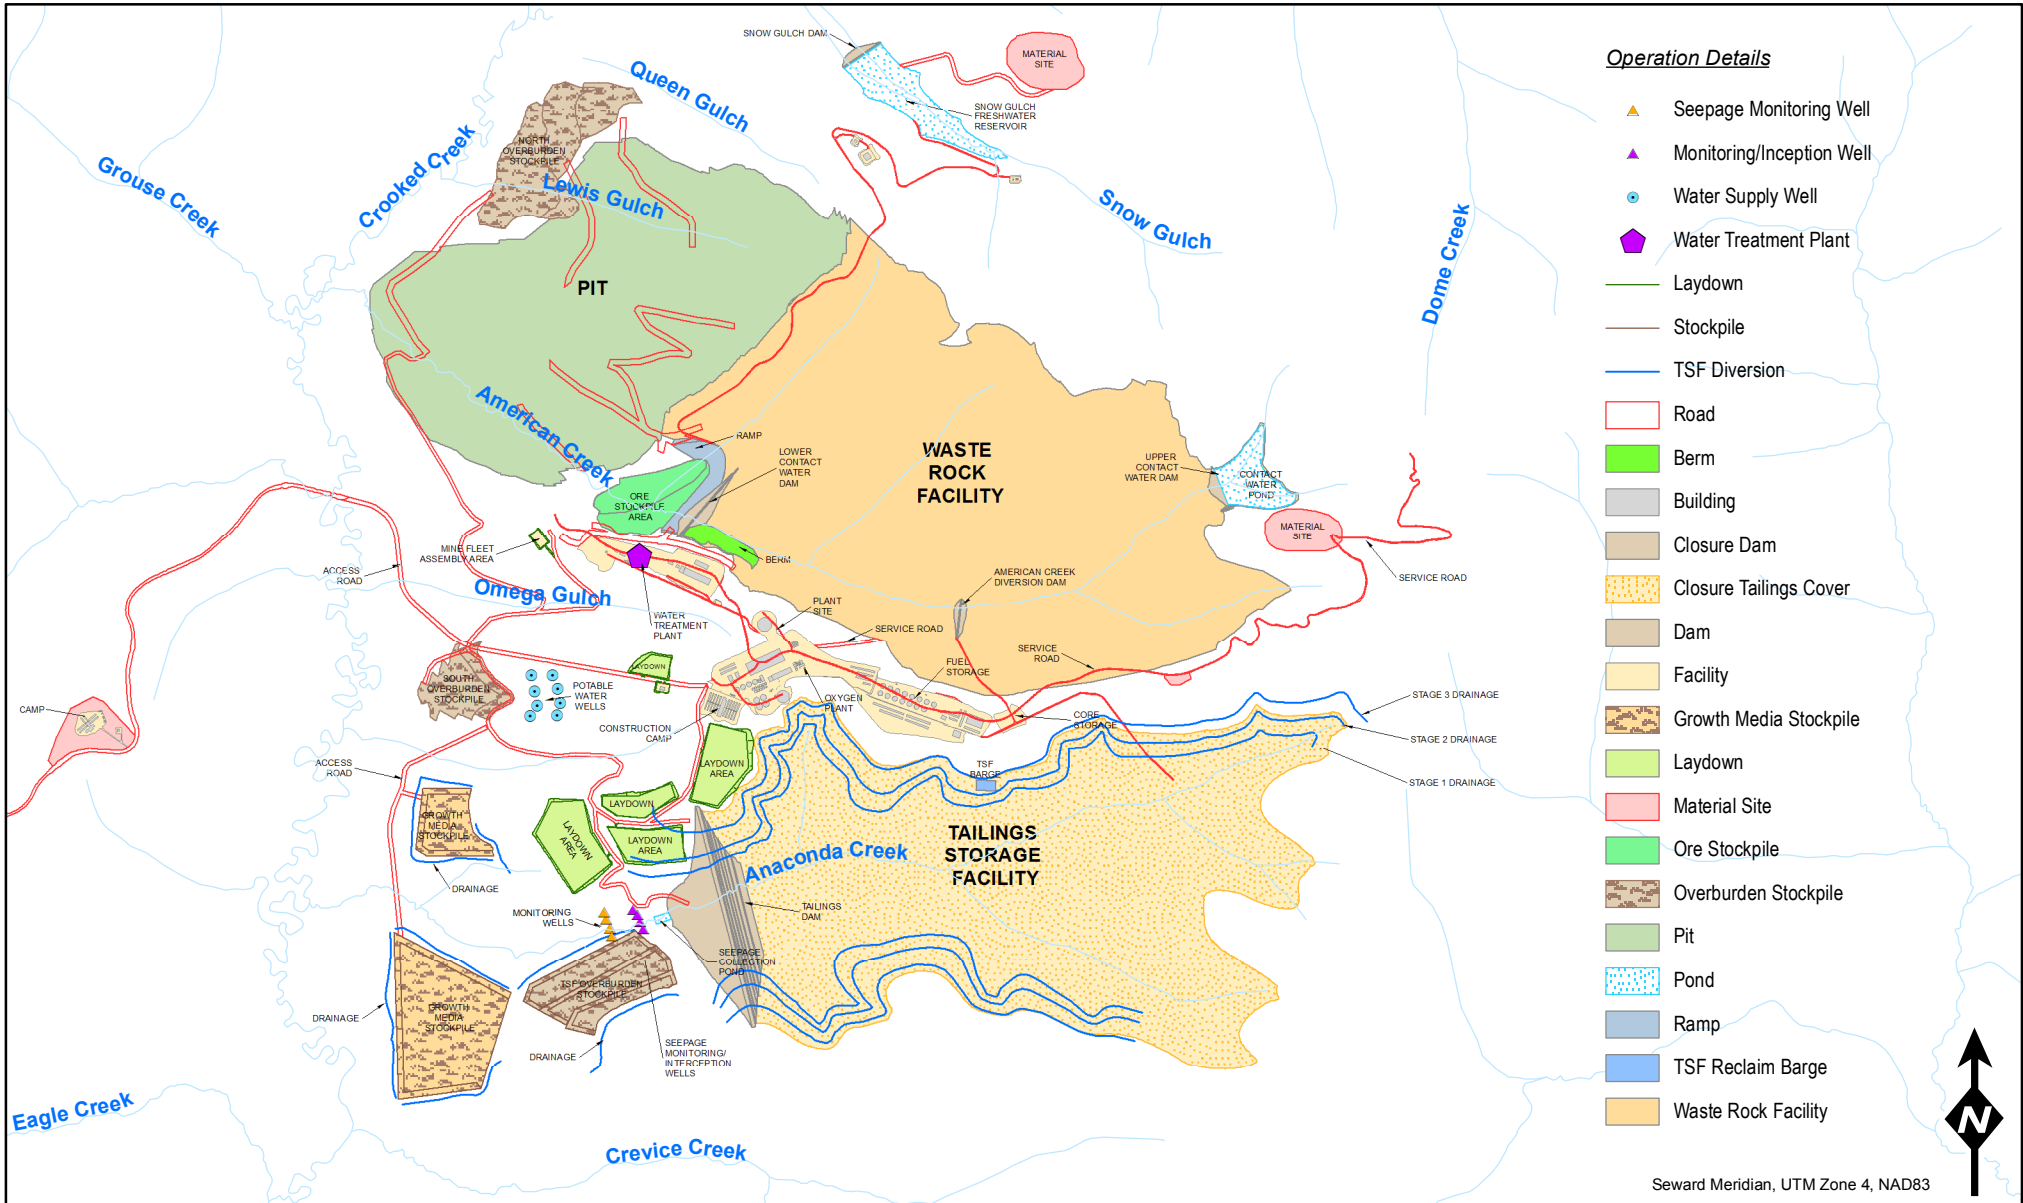 SNOW GULCH DAM
MATERIAL
SITE
Queen Gulch
SNOW GULCH
FRESHWATER
RESERVOIR
NORTH
OVERBURDEN
STOCKPILE
Crooked Creek
Grouse Creek
Lewis Gulch
Snow Gulch
Dome Creek
PIT
American Creek
RAMP
LOWER
CONTACT
WATER
DAM
WASTE
ROCK
FACILITY
UPPER
CONTACT
WATER DAM
CONTACT
WATER
POND
ORE
STOCKPILE
AREA
MATERIAL
SITE
MINE FLEET
ASSEMBLY AREA
BERM
ACCESS
ROAD
AMERICAN CREEK
DIVERSION DAM
SERVICE ROAD
Omega Gulch
WATER
TREATMENT
PLANT
PLANT
SITE
SERVICE ROAD
SERVICE
ROAD
FUEL
STORAGE
LAYDOWN
SOUTH
OVERBURDEN
STOCKPILE
POTABLE
WATER
WELLS
OXYGEN
PLANT
CAMP
CONSTRUCTION
CAMP
CORE
STORAGE
STAGE 3 DRAINAGE
STAGE 2 DRAINAGE
STAGE 1 DRAINAGE
ACCESS
ROAD
LAYDOWN
AREA
TSF
BARGE
LAYDOWN
GROWTH
MEDIA
STOCKPILE
LAYDOWN
AREA
LAYDOWN
AREA
TAILINGS
STORAGE
FACILITY
Anaconda Creek
DRAINAGE
MONITORING
WELLS
TAILINGS
DAM
SEEPAGE
COLLECTION
POND
TSF OVERBURDEN
STOCKPILE
GROWTH
MEDIA
STOCKPILE
DRAINAGE
DRAINAGE
SEEPAGE
MONITORING/
INTERCEPTION
WELLS
Eagle Creek
Crevice Creek
Operation Details
Seepage Monitoring Well
Monitoring/Inception Well
Water Supply Well
Water Treatment Plant
Laydown
Stockpile
TSF Diversion
Road
Berm
Building
Closure Dam
Closure Tailings Cover
Dam
Facility
Growth Media Stockpile
Laydown
Material Site
Ore Stockpile
Overburden Stockpile
Pit
Pond
Ramp
TSF Reclaim Barge
Waste Rock Facility
N
Seward Meridian, UTM Zone 4, NAD83